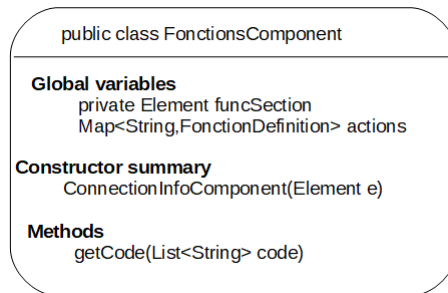 public class FonctionsComponent
Global variables
private Element funcSection
Map<String,FonctionDefinition> actions
Constructor summary
ConnectionInfoComponent(Element e)
Methods
getCode(List<String> code)